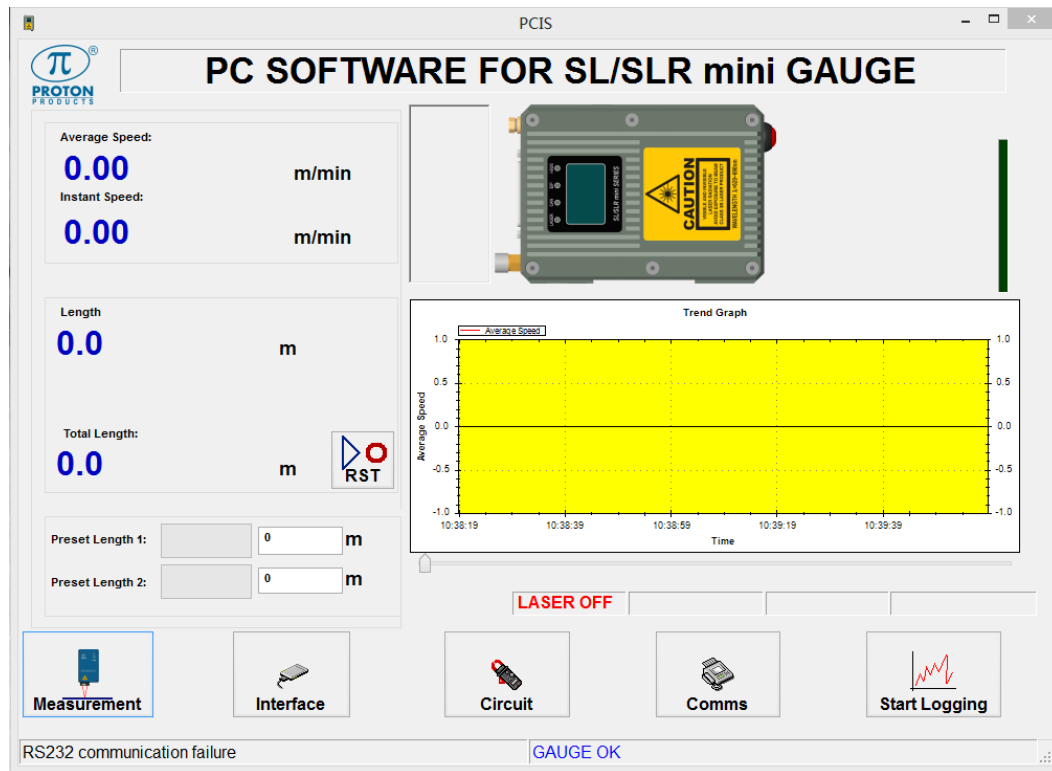 PCIS
π ®
PROTON
PRODUCTS
PC SOFTWARE FOR SL/SLR mini GAUGE
Average Speed:
0.00 m/min
Instant Speed:
0.00 m/min
Length
0.0 m
Total Length:
0.0 m
RST
Preset Length 1: 0 m
Preset Length 2: 0 m
SL/SLR mini SERIES
CAUTION
Trend Graph
Average Speed
1.0 1.0
0.5 0.5
0.0 0.0
-0.5 -0.5
-1.0 -1.0
Average Speed
10:38:19 10:38:39 10:38:59 10:39:19 10:39:39
Time
LASER OFF
Measurement Interface Circuit Comms Start Logging
RS232 communication failure GAUGE OK